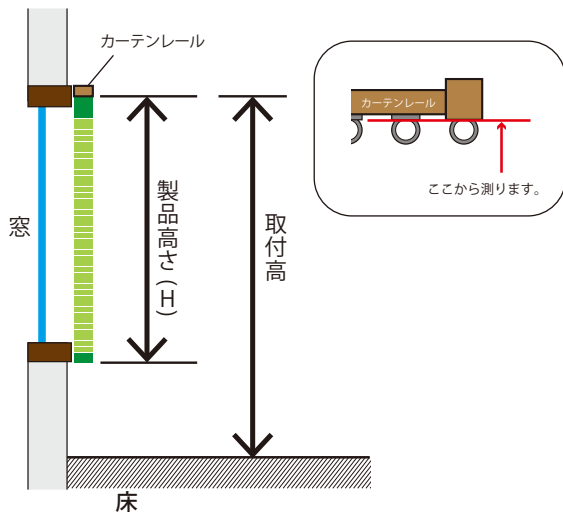 カーテンレール
カーテンレール
ここから測ります。
窓
製品高さ(H)
取付高
床